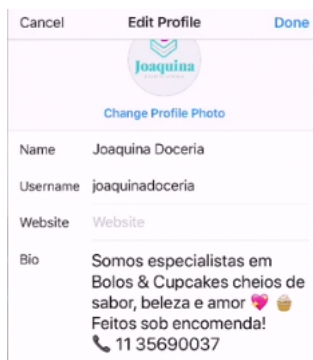 Cancel Edit Profile Done
Joaquina
Change Profile Photo
Name Joaquina Doceria
Username joaquinadoceria
Website Website
Bio Somos especialistas em
Bolos & Cupcakes cheios de
sabor, beleza e amor 💖 🧁
Feitos sob encomenda!
📞 11 35690037